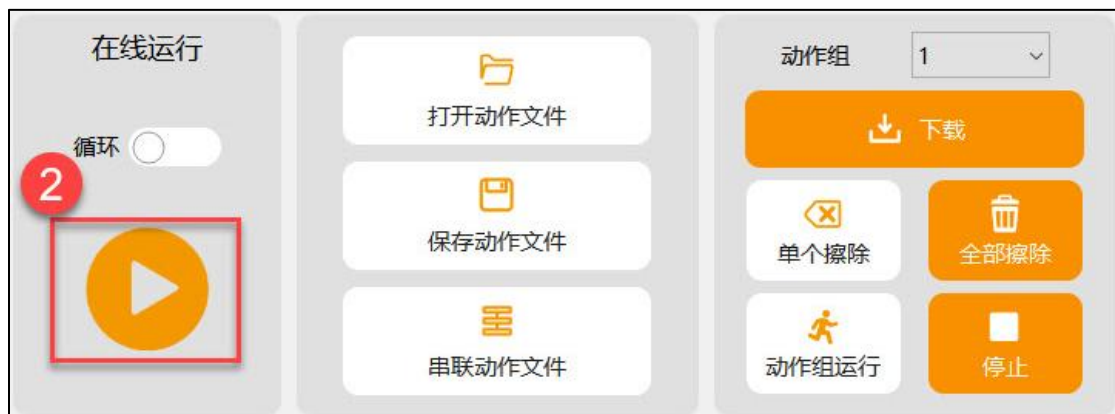 在线运行
循环
2
打开动作文件
保存动作文件
串联动作文件
动作组 1
下载
单个擦除
全部擦除
动作组运行
停止